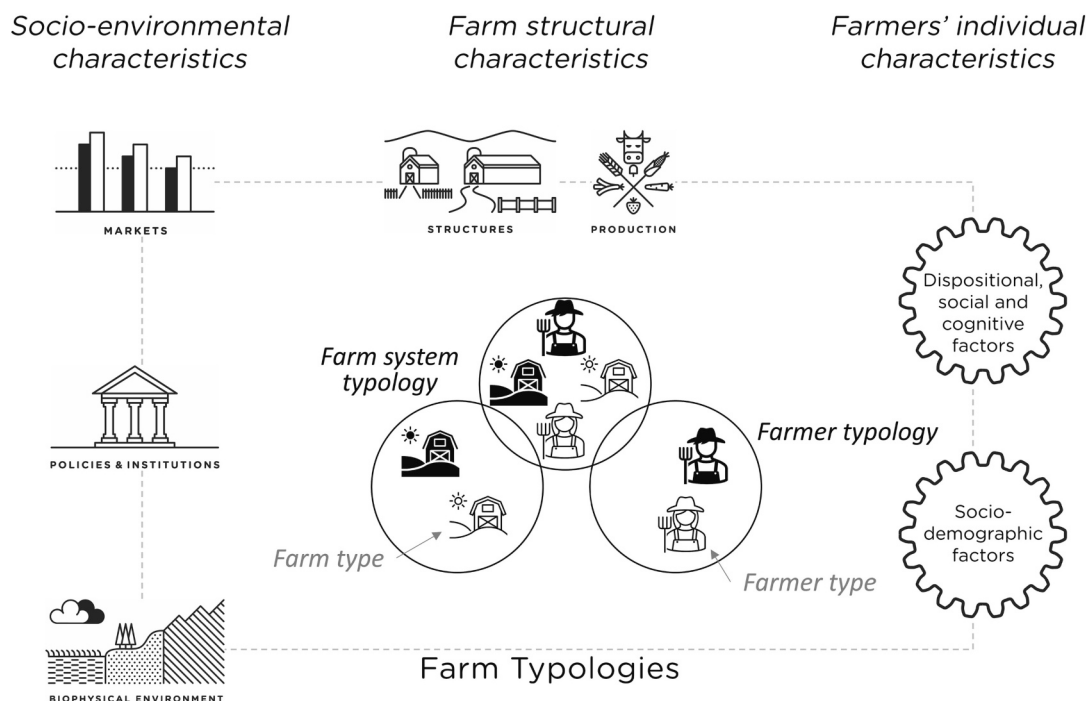 Socio-environmental
characteristics
Farm structural
characteristics
Farmers’ individual
characteristics
MARKETS
STRUCTURES
PRODUCTION
Dispositional,
social and
cognitive
factors
Farm system
typology
Farmer typology
POLICIES & INSTITUTIONS
Socio-
demographic
factors
Farm type
Farmer type
Farm Typologies
BIOPHYSICAL ENVIRONMENT